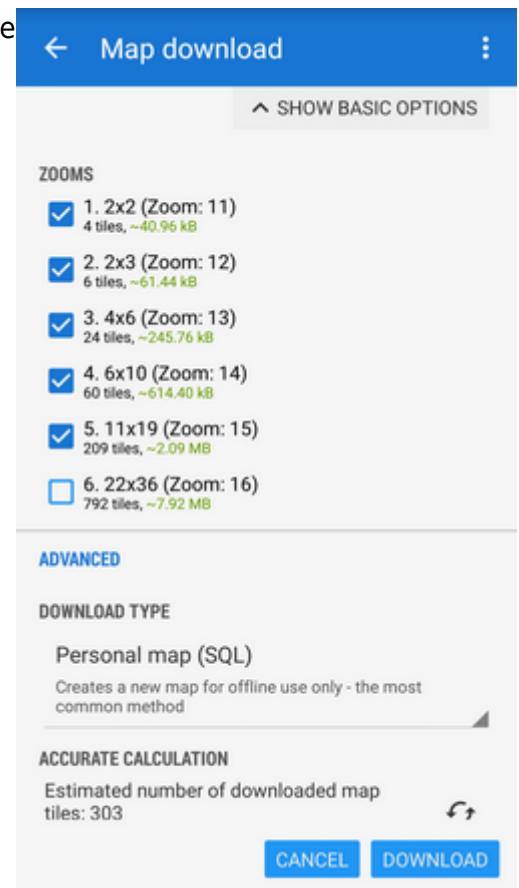 e
Map download
SHOW BASIC OPTIONS
ZOOMS
1. 2x2 (Zoom: 11)
4 tiles, ~40.96 kB
2. 2x3 (Zoom: 12)
6 tiles, ~61.44 kB
3. 4x6 (Zoom: 13)
24 tiles, ~245.76 kB
4. 6x10 (Zoom: 14)
60 tiles, ~614.40 kB
5. 11x19 (Zoom: 15)
209 tiles, ~2.09 MB
6. 22x36 (Zoom: 16)
792 tiles, ~7.92 MB
ADVANCED
DOWNLOAD TYPE
Personal map (SQL)
Creates a new map for offline use only - the most
common method
ACCURATE CALCULATION
Estimated number of downloaded map
tiles: 303
CANCEL DOWNLOAD